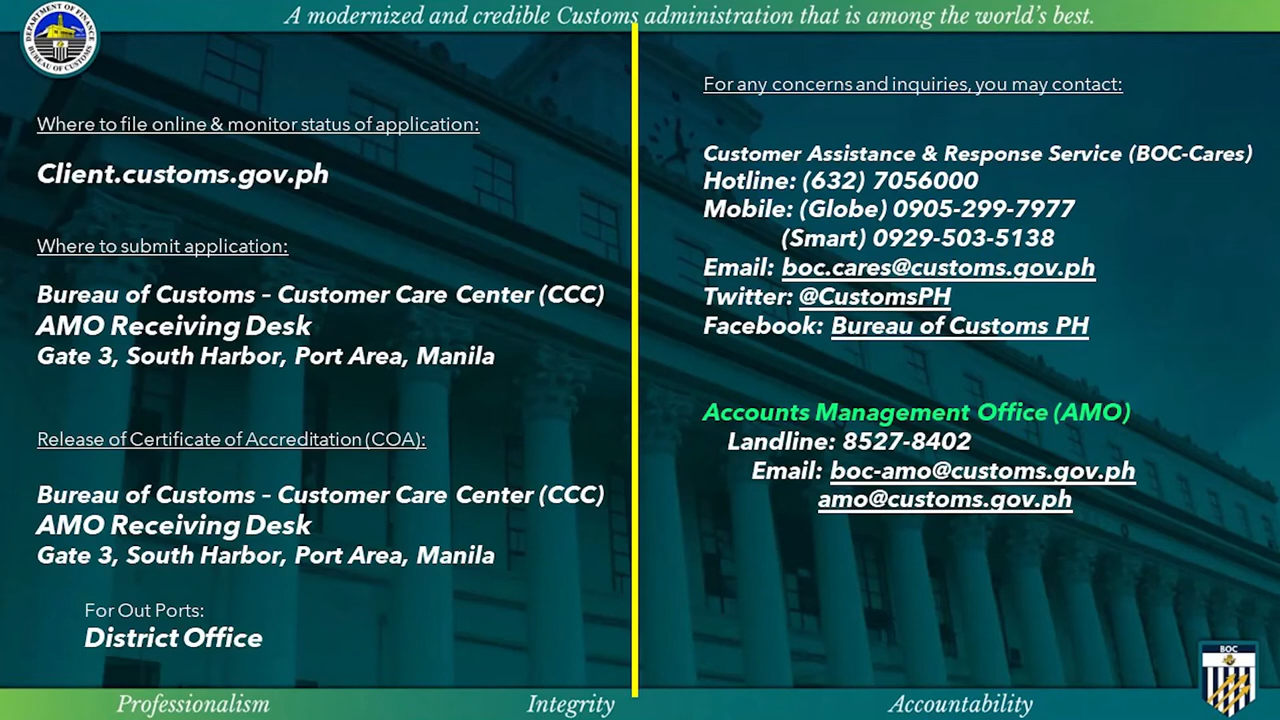 A modernized and credible Customs administration that is among the world's best.
DEPARTMENT OF FINANCE
BUREAU OF CUSTOMS
Where to file online & monitor status of application:
Client.customs.gov.ph
Where to submit application:
Bureau of Customs – Customer Care Center (CCC)
AMO Receiving Desk
Gate 3, South Harbor, Port Area, Manila
Release of Certificate of Accreditation (COA):
Bureau of Customs – Customer Care Center (CCC)
AMO Receiving Desk
Gate 3, South Harbor, Port Area, Manila
For Out Ports:
District Office
For any concerns and inquiries, you may contact:
Customer Assistance & Response Service (BOC-Cares)
Hotline: (632) 7056000
Mobile: (Globe) 0905-299-7977
(Smart) 0929-503-5138
Email: boc.cares@customs.gov.ph
Twitter: @CustomsPH
Facebook: Bureau of Customs PH
Accounts Management Office (AMO)
Landline: 8527-8402
Email: boc-amo@customs.gov.ph
amo@customs.gov.ph
BOC
Professionalism
Integrity
Accountability